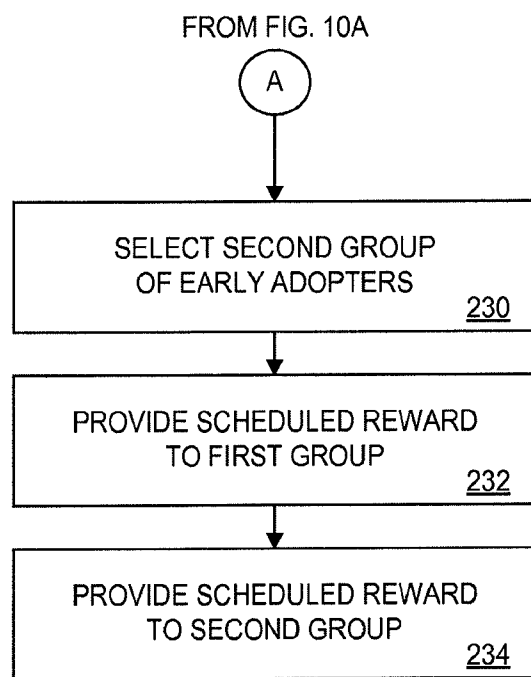 FROM FIG. 10A
A
SELECT SECOND GROUP
OF EARLY ADOPTERS
230
PROVIDE SCHEDULED REWARD
TO FIRST GROUP
232
PROVIDE SCHEDULED REWARD
TO SECOND GROUP
234